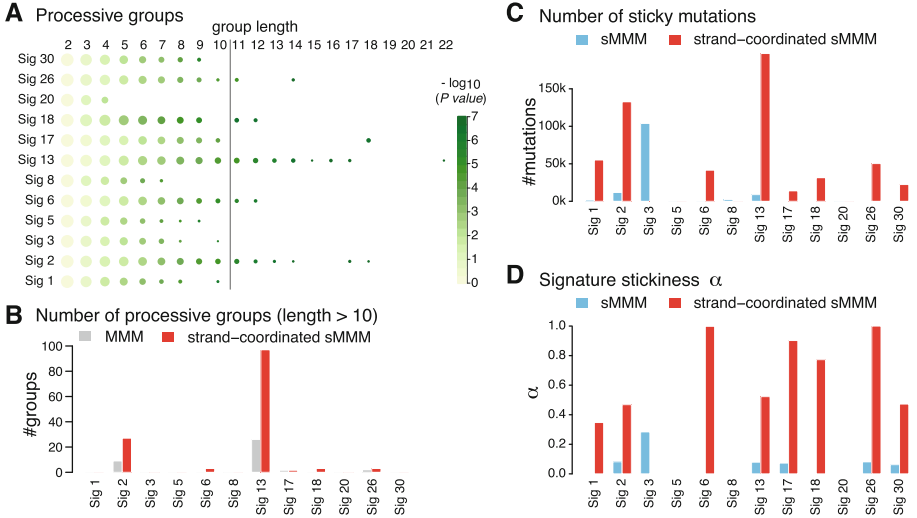 A Processive groups
group length
2 3 4 5 6 7 8 9 10 11 12 13 14 15 16 17 18 19 20 21 22
Sig 30
Sig 26
Sig 20
Sig 18
Sig 17
Sig 13
Sig 8
Sig 6
Sig 5
Sig 3
Sig 2
Sig 1
- log10
(P value)
7
6
5
4
3
2
1
0
B Number of processive groups (length > 10)
MMM strand−coordinated sMMM
#groups
100
80
60
40
20
0
Sig 1 Sig 2 Sig 3 Sig 5 Sig 6 Sig 8 Sig 13 Sig 17 Sig 18 Sig 20 Sig 26 Sig 30
C Number of sticky mutations
sMMM strand−coordinated sMMM
#mutations
150k
100k
50k
0k
Sig 1 Sig 2 Sig 3 Sig 5 Sig 6 Sig 8 Sig 13 Sig 17 Sig 18 Sig 20 Sig 26 Sig 30
D Signature stickiness α
sMMM strand−coordinated sMMM
α
1.0
0.8
0.6
0.4
0.2
0.0
Sig 1 Sig 2 Sig 3 Sig 5 Sig 6 Sig 8 Sig 13 Sig 17 Sig 18 Sig 20 Sig 26 Sig 30